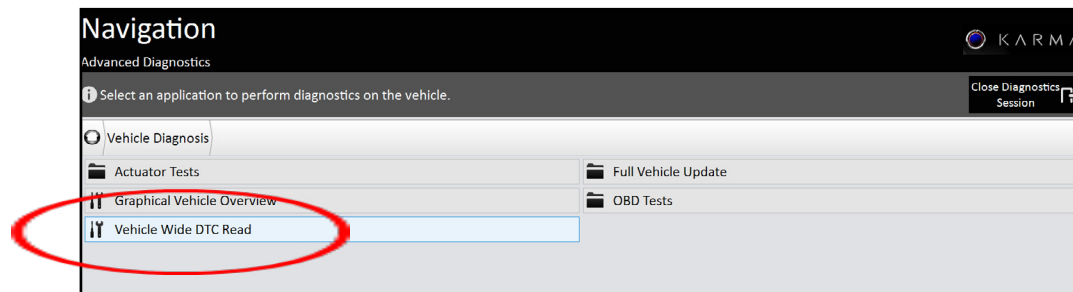 Navigation
KARMA
Advanced Diagnostics
Select an application to perform diagnostics on the vehicle.
Close Diagnostics
Session
Vehicle Diagnosis
Actuator Tests
Full Vehicle Update
Graphical Vehicle Overview
OBD Tests
Vehicle Wide DTC Read